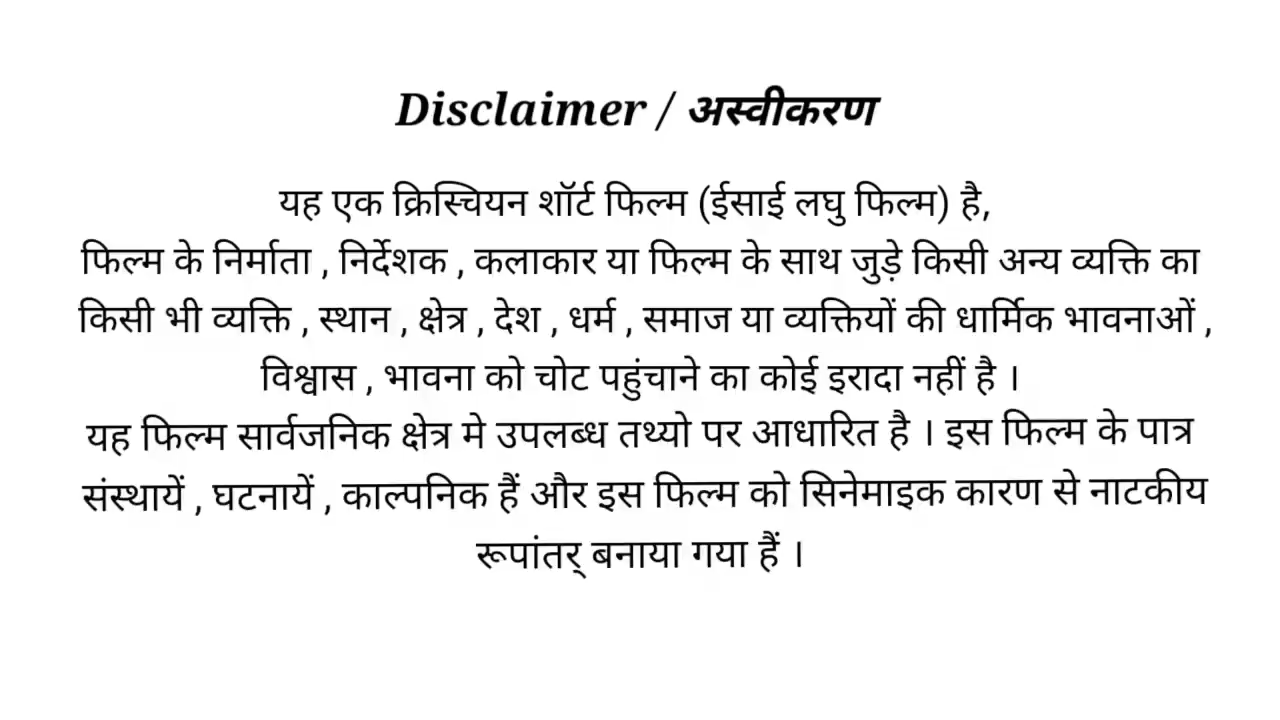 Disclaimer / अस्वीकरण
यह एक क्रिस्चियन शॉर्ट फिल्म (ईसाई लघु फिल्म) है,
फिल्म के निर्माता , निर्देशक , कलाकार या फिल्म के साथ जुड़े किसी अन्य व्यक्ति का
किसी भी व्यक्ति , स्थान , क्षेत्र , देश , धर्म , समाज या व्यक्तियों की धार्मिक भावनाओं ,
विश्वास , भावना को चोट पहुंचाने का कोई इरादा नहीं है ।
यह फिल्म सार्वजनिक क्षेत्र मे उपलब्ध तथ्यो पर आधारित है । इस फिल्म के पात्र
संस्थायें , घटनायें , काल्पनिक हैं और इस फिल्म को सिनेमाइक कारण से नाटकीय
रूपांतर् बनाया गया हैं ।